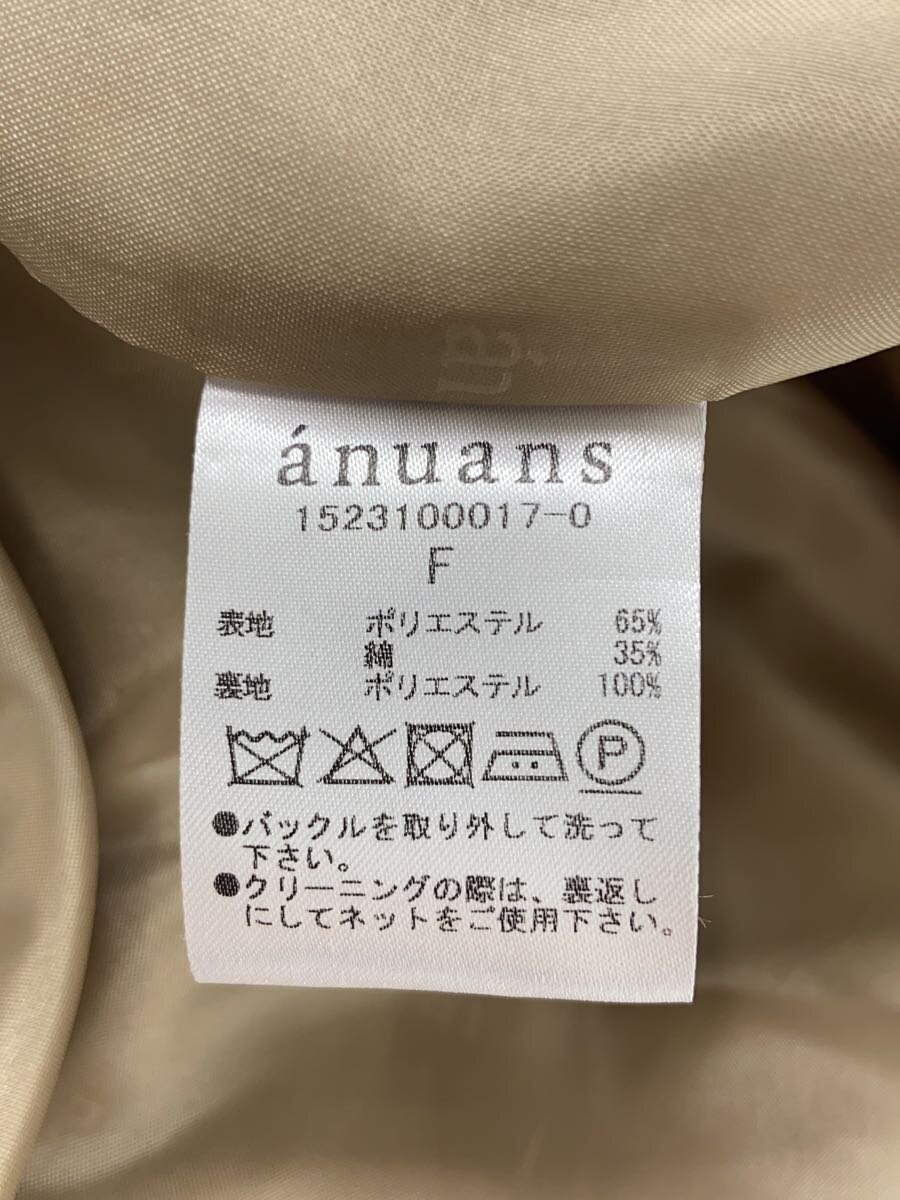 án
ánuans
1523100017-0
F
表地 ポリエステル 65%
綿 35%
裏地 ポリエステル 100%
P
●バックルを取り外して洗って
下さい。
●クリーニングの際は、裏返し
にしてネットをご使用下さい。